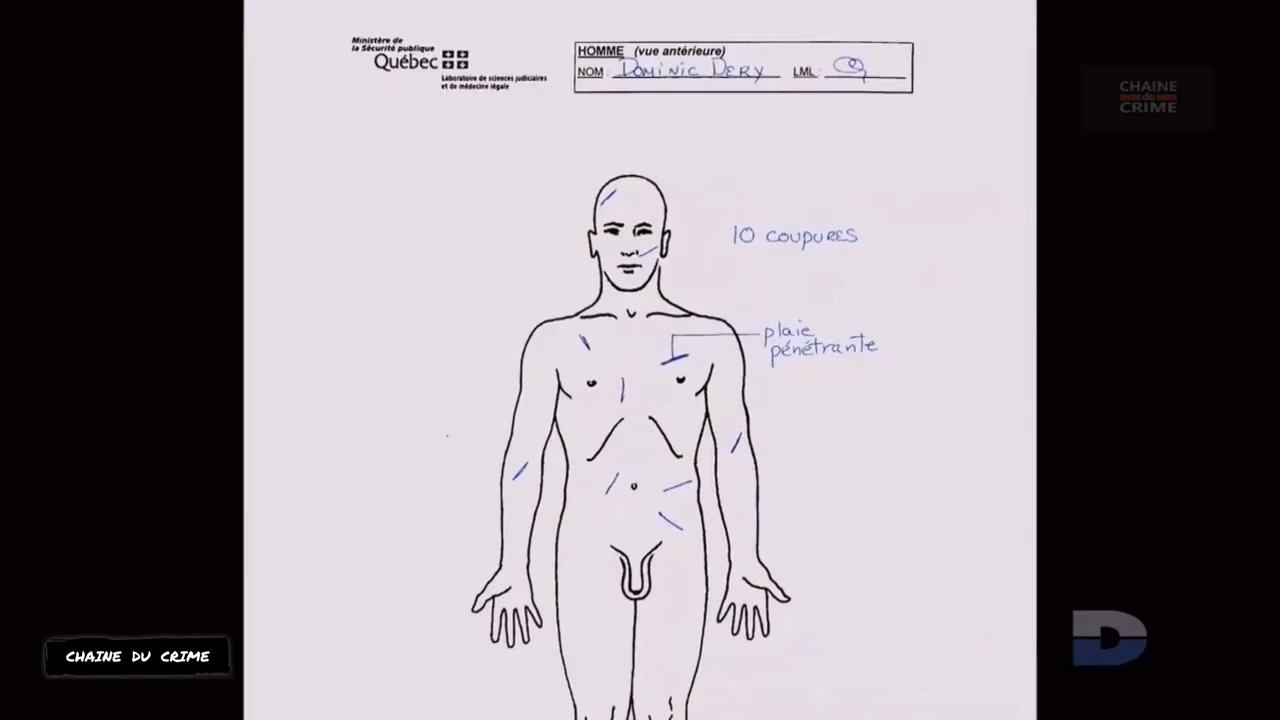 Ministère de
la Sécurité publique
Québec
Laboratoire de sciences judiciaires
et de médecine légale
HOMME (vue antérieure)
NOM: DOMINIC DERY LML:
CHAINE
du
CRIME
10 COUPURES
plaie
pénétrante
CHAINE DU CRIME
D